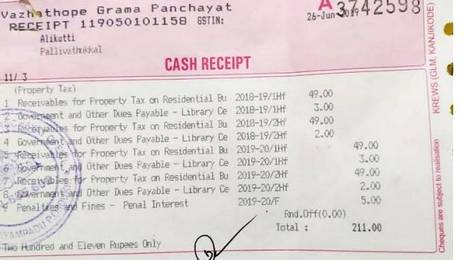 Vazhathope Grama Panchayat
A 3742598
RECEIPT 119050101158 GSTIN:
26-Jun-2019
Alikutti
Pallivathukkal
CASH RECEIPT
11/ 3
(Property Tax)
1 Receivables for Property Tax on Residential Bu 2018-19/1Hf 49.00
2 Government and Other Dues Payable - Library Ce 2018-19/1Hf 3.00
3 Receivables for Property Tax on Residential Bu 2018-19/2Hf 49.00
4 Government and Other Dues Payable - Library Ce 2018-19/2Hf 2.00
5 Receivables for Property Tax on Residential Bu 2019-20/1Hf 49.00
6 Government and Other Dues Payable - Library Ce 2019-20/1Hf 3.00
7 Receivables for Property Tax on Residential Bu 2019-20/2Hf 49.00
8 Government and Other Dues Payable - Library Ce 2019-20/2Hf 2.00
9 Penalties and Fines - Penal Interest 2019-20/F 5.00
Rnd.Off(0.00)
Total : 211.00
Two Hundred and Eleven Rupees Only
KREWS (GLM, KANJIKODE)
Cheques are subject to realisation